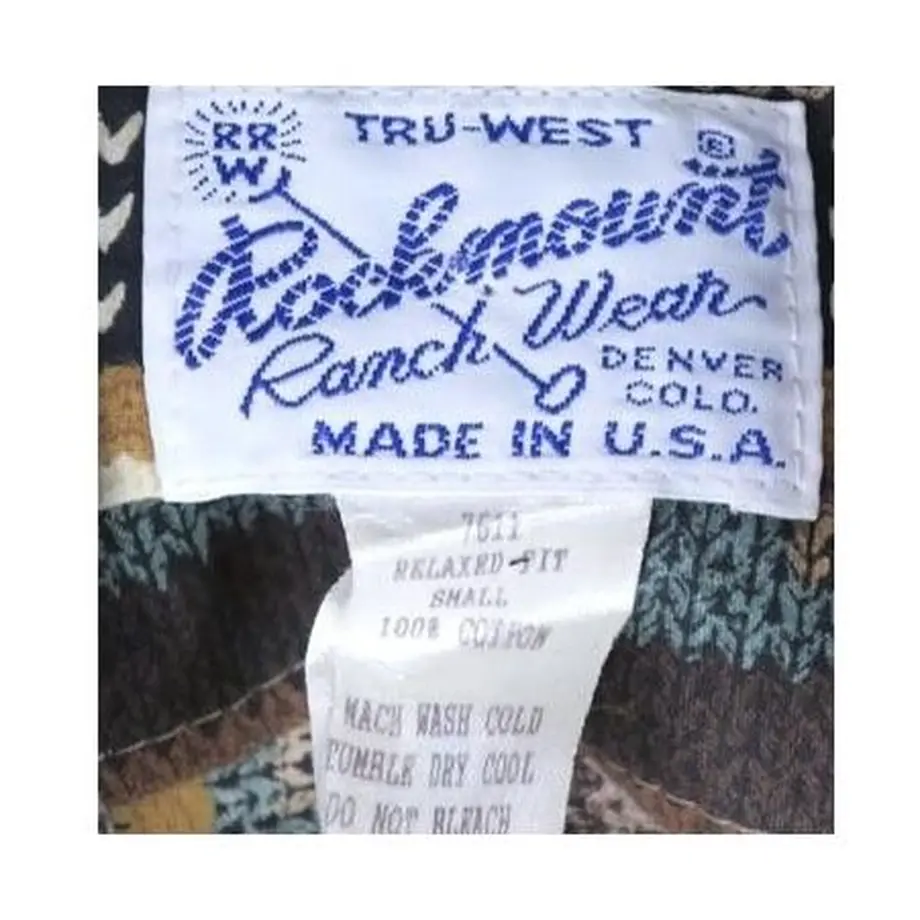 RR
W
TRU-WEST
®
Rockmount
Ranch Wear
DENVER
COLO.
MADE IN U.S.A.
7611
RELAXED FIT
SMALL
100% COTTON
MACH WASH COLD
TUMBLE DRY COOL
DO NOT BLEACH